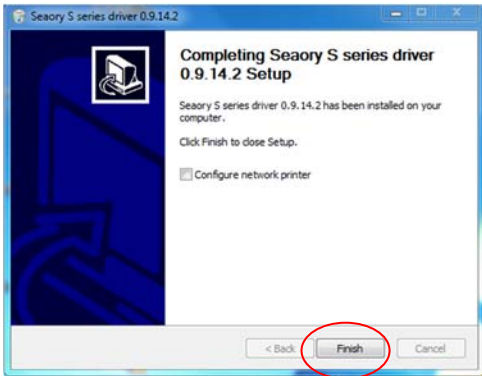 Seaory S series driver 0.9.14.2
Completing Seaory S series driver
0.9.14.2 Setup
Seaory S series driver 0.9.14.2 has been installed on your
computer.
Click Finish to close Setup.
Configure network printer
< Back Finish Cancel